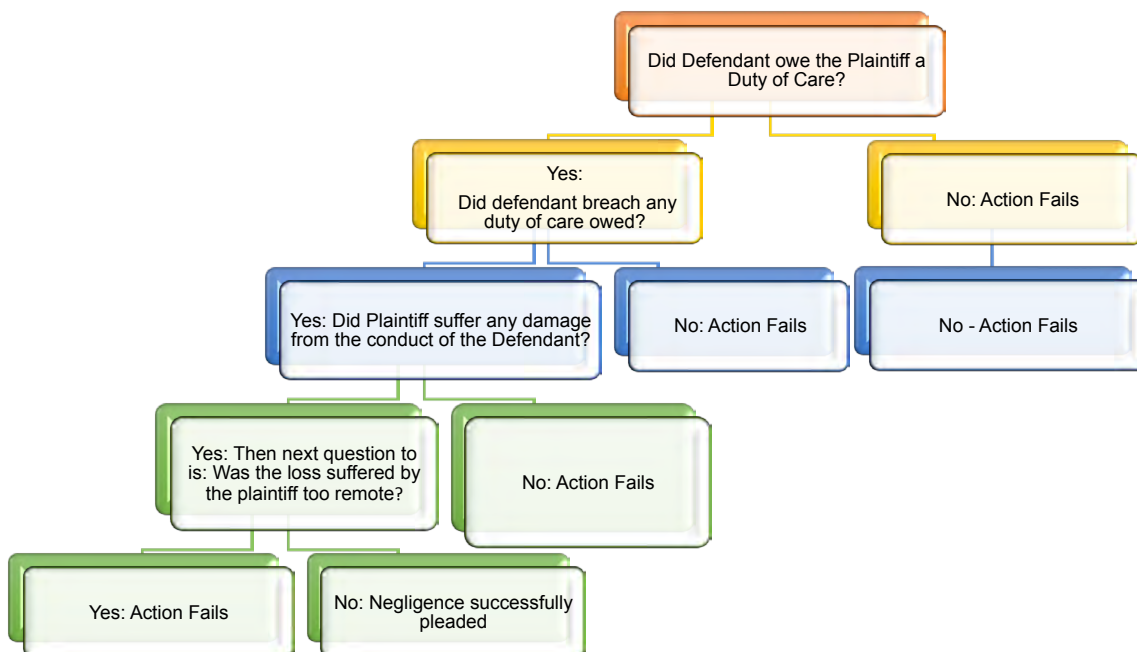 Did Defendant owe the Plaintiff a
Duty of Care?
Yes:
Did defendant breach any
duty of care owed?
No: Action Fails
Yes: Did Plaintiff suffer any damage
from the conduct of the Defendant?
No: Action Fails
No - Action Fails
Yes: Then next question to
is: Was the loss suffered by
the plaintiff too remote?
No: Action Fails
Yes: Action Fails
No: Negligence successfully
pleaded